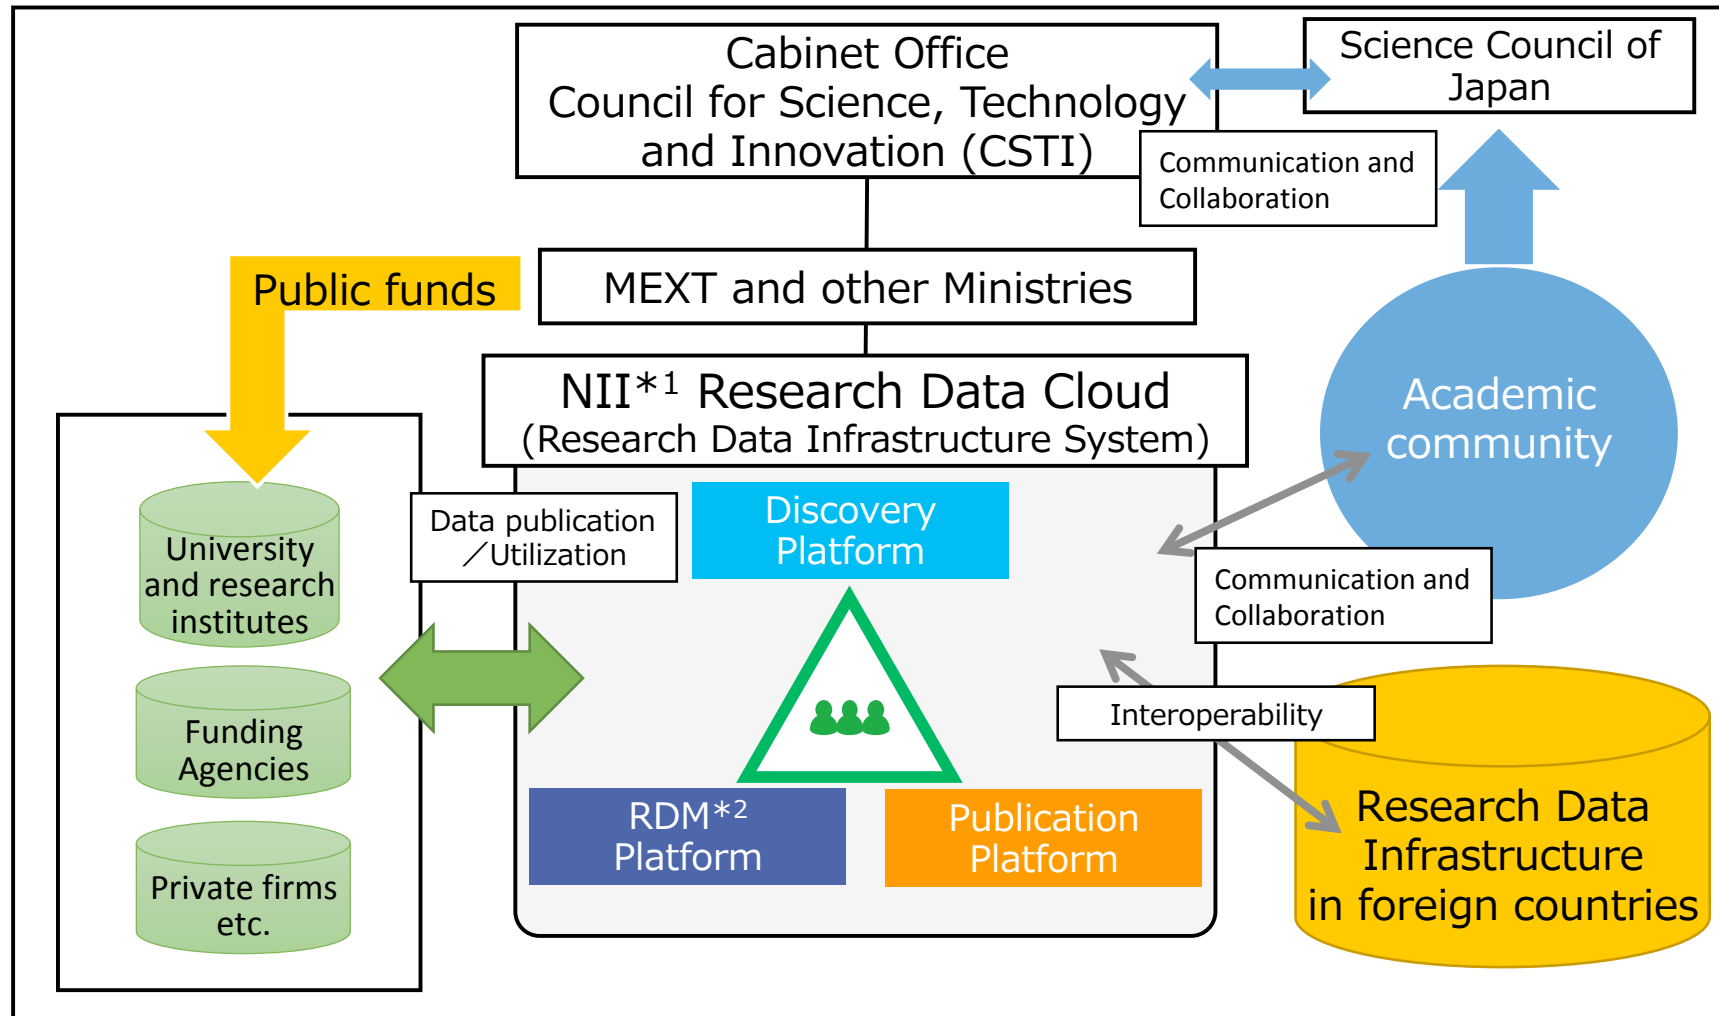 Cabinet Office
Council for Science, Technology
and Innovation (CSTI)
Science Council of
Japan
Communication and
Collaboration
Public funds
MEXT and other Ministries
NII*1 Research Data Cloud
(Research Data Infrastructure System)
Academic
community
University
and research
institutes
Data publication
／Utilization
Discovery
Platform
Communication and
Collaboration
Funding
Agencies
Interoperability
RDM*2
Platform
Publication
Platform
Private firms
etc.
Research Data
Infrastructure
in foreign countries